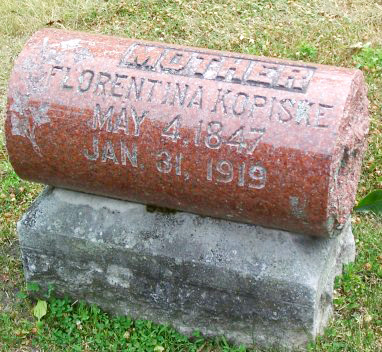 MOTHER
FLORENTINA KOPISKE
MAY 4, 1847
JAN. 31, 1919